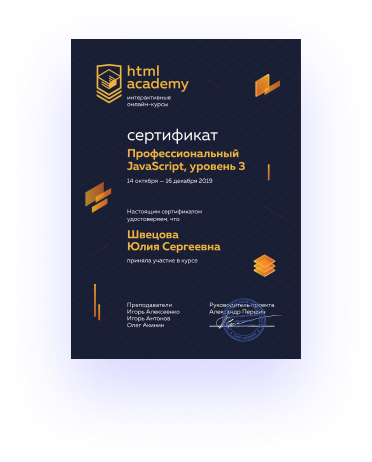 html
academy
интерактивные
онлайн-курсы
сертификат
Профессиональный
JavaScript, уровень 3
14 октября — 16 декабря 2019
Настоящим сертификатом
удостоверяем, что
Швецова
Юлия Сергеевна
приняла участие в курсе
Преподаватели
Игорь Алексеенко
Игорь Антонов
Олег Акинин
Руководитель проекта
Александр Першин